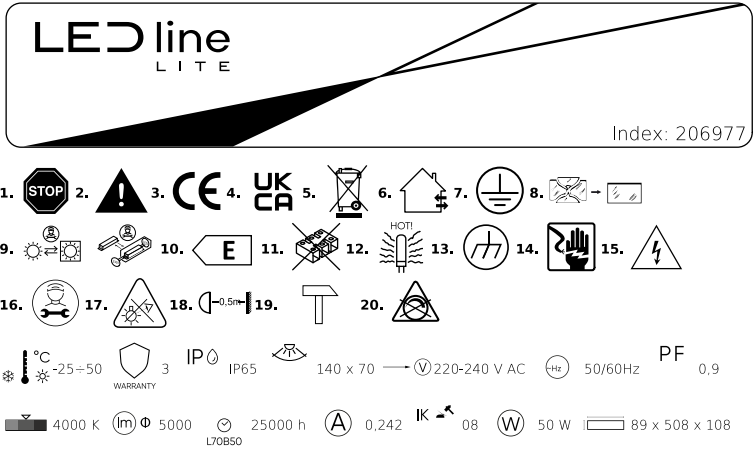 LED line
LITE
Index: 206977
1. STOP 2. 3. CE 4. UK CA 5. 6. 7. 8.
9. 10. E 11. 12. HOT! 13. 14. 15.
16. 17. 18. 0,5m 19. 20.
°C -25÷50 WARRANTY 3 IP IP65 140 x 70 V 220-240 V AC Hz 50/60Hz PF 0,9
4000 K lm Φ 5000 L70B50 25000 h A 0,242 IK 08 W 50 W 89 x 508 x 108